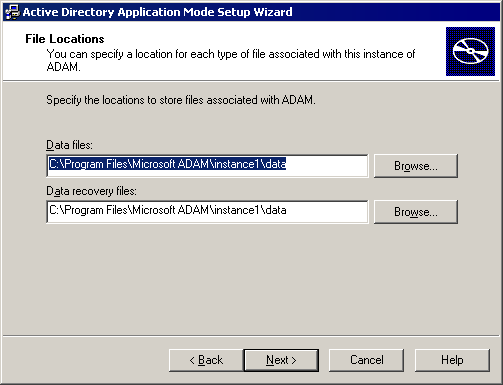 Active Directory Application Mode Setup Wizard
File Locations
You can specify a location for each type of file associated with this instance of
ADAM.
Specify the locations to store files associated with ADAM.
Data files:
C:\Program Files\Microsoft ADAM\instance1\data
Browse...
Data recovery files:
C:\Program Files\Microsoft ADAM\instance1\data
Browse...
< Back Next > Cancel Help